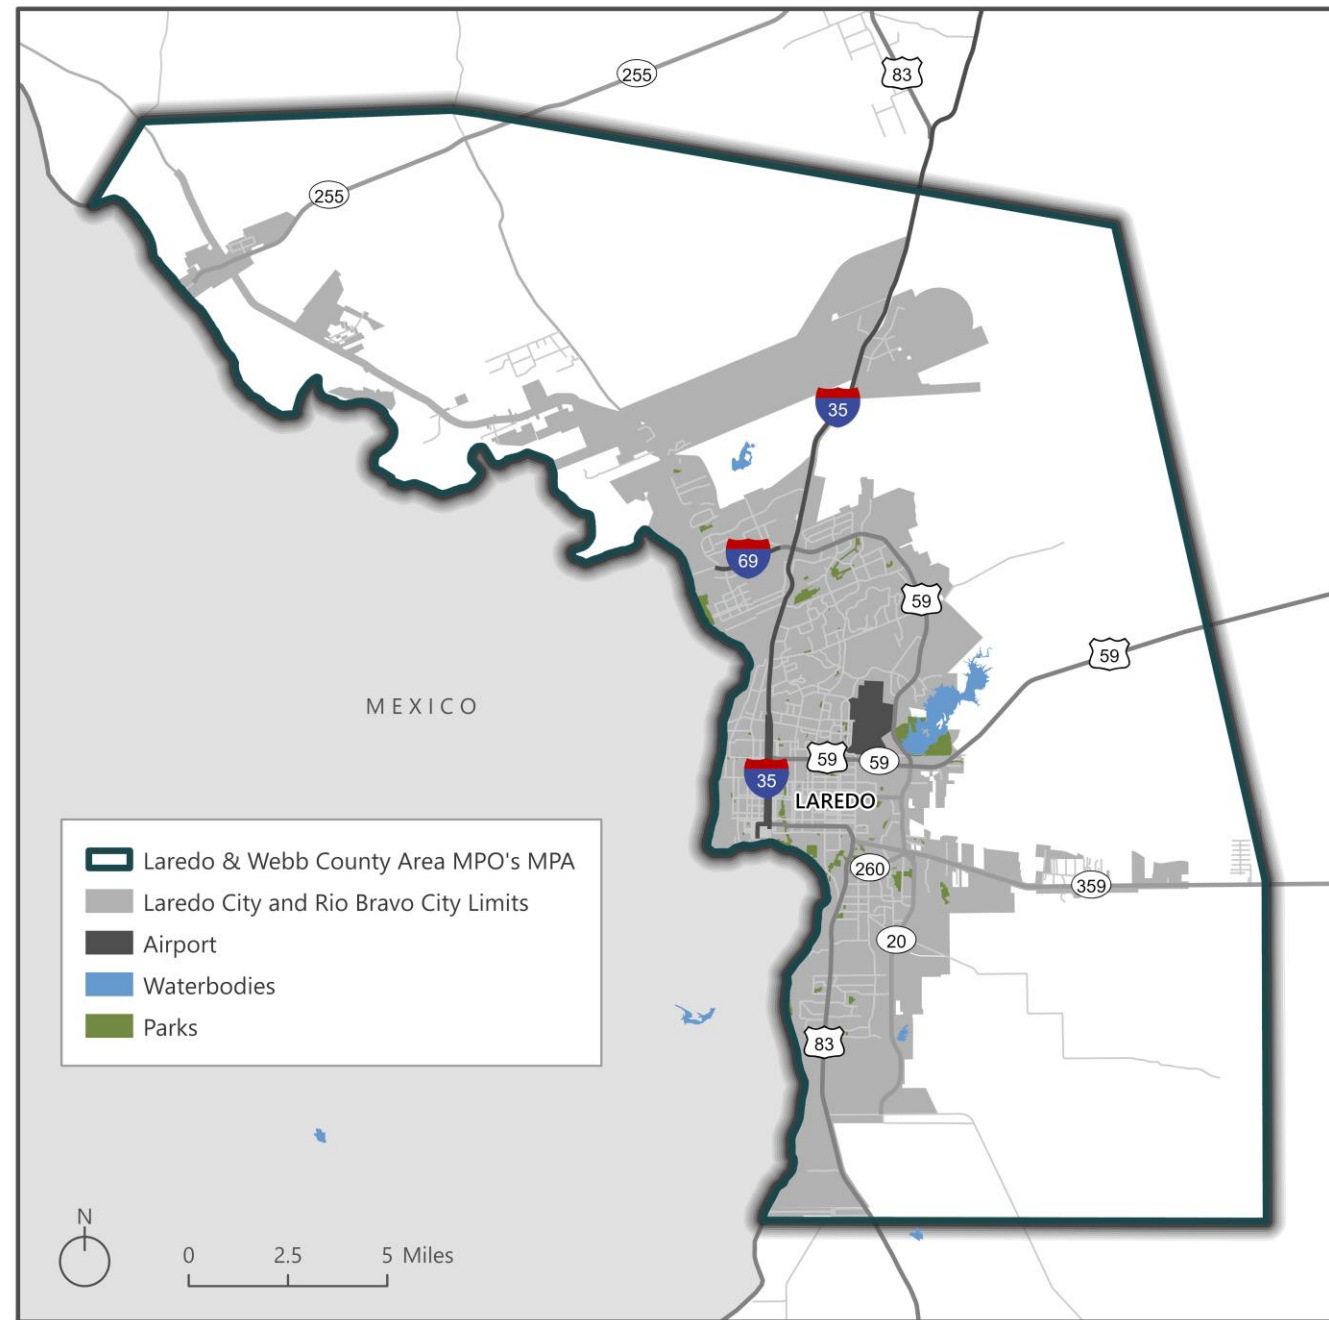 255
83
255
35
69
59
59
MEXICO
59
59
35
LAREDO
260
359
20
83
Laredo & Webb County Area MPO's MPA
Laredo City and Rio Bravo City Limits
Airport
Waterbodies
Parks
N
0 2.5 5 Miles